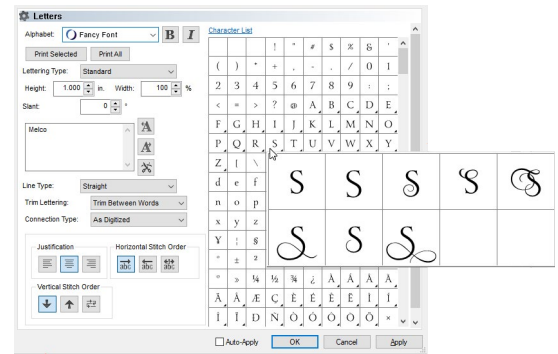 Letters
Alphabet: Fancy Font B I
Print Selected Print All
Lettering Type: Standard
Height: 1.000 in. Width: 100 %
Slant: 0 °
Melco
A A
Line Type: Straight
Trim Lettering: Trim Between Words
Connection Type: As Digitized
Justification
Horizontal Stitch Order
abc abc abc
Vertical Stitch Order
Character List
! " # $ % & '
( ) * + , - . / 0 1
2 3 4 5 6 7 8 9 : ;
< = > ? @ A B C D E
F G H I J K L M N O
P Q R S T U V W X Y
Z [ \
d e f
n o p
x y z
¥ ¦ §
° ± ²
S S S S S
S S S
º » ¼ ½ ¾ ¿ À Á Â Ã
Ä Å Æ Ç È É Ê Ë Ì Í
Î Ï Ð Ñ Ò Ó Ô Õ Ö ×
Auto-Apply OK Cancel Apply